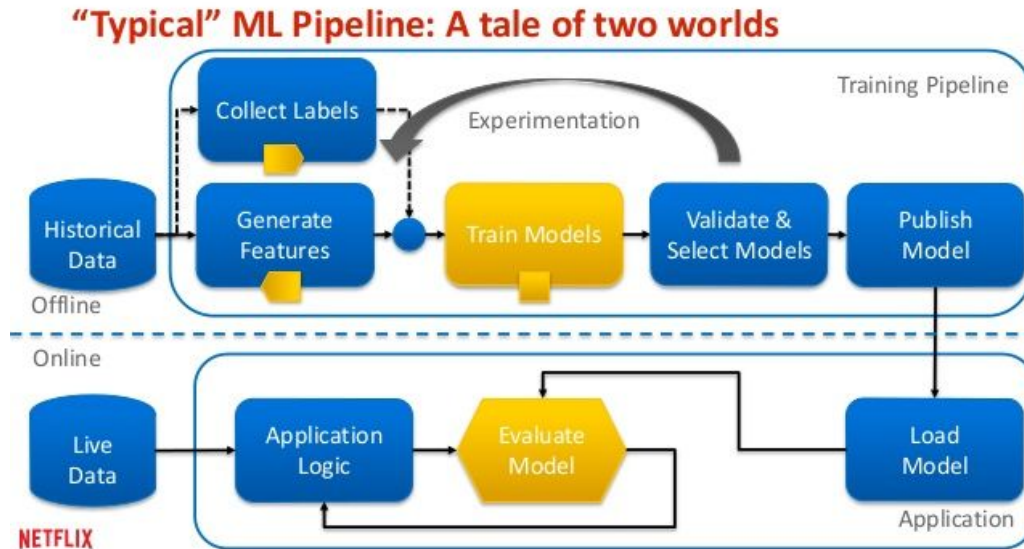 “Typical” ML Pipeline: A tale of two worlds
Training Pipeline
Collect Labels
Experimentation
Historical
Data
Generate
Features
Train Models
Validate &
Select Models
Publish
Model
Offline
Online
Live
Data
Application
Logic
Evaluate
Model
Load
Model
Application
NETFLIX